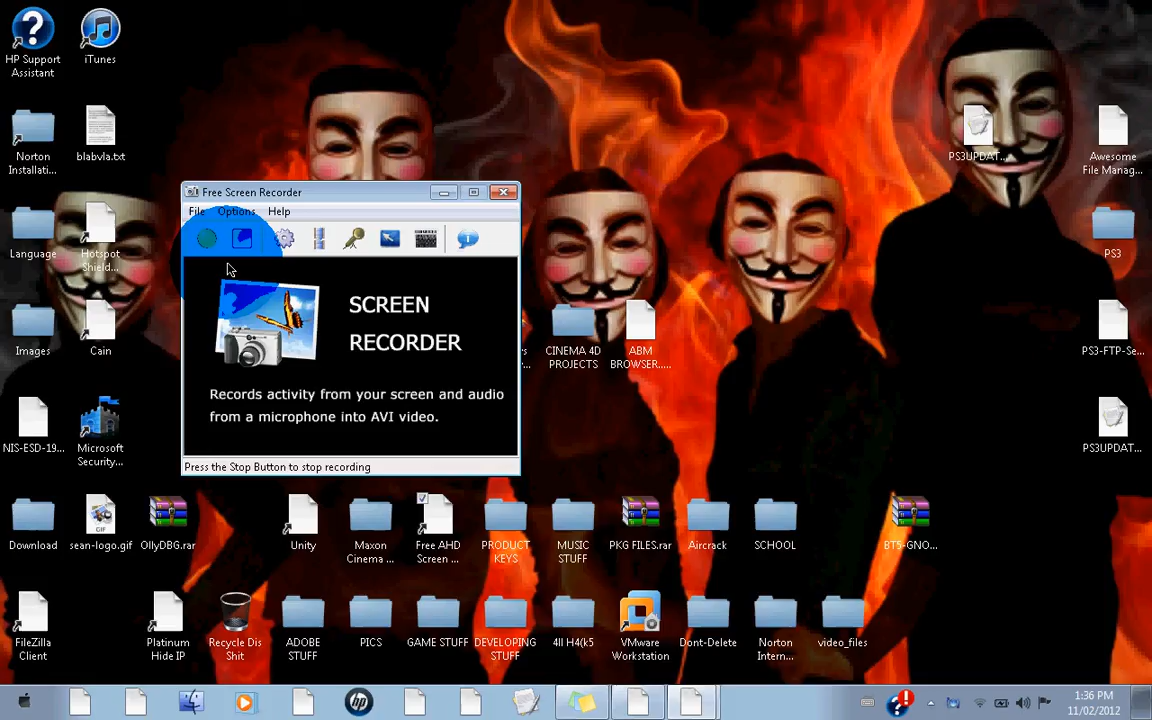 HP Support
Assistant
iTunes
Norton
Installati...
blabvla.txt
Language
Hotspot
Shield...
Images
Cain
NIS-ESD-19...
Microsoft
Security...
Download
sean-logo.gif
OllyDBG.rar
Unity
Maxon
Cinema ...
Free AHD
Screen ...
PRODUCT
KEYS
MUSIC
STUFF
PKG FILES.rar
Aircrack
SCHOOL
BT5-GNO...
FileZilla
Client
Platinum
Hide IP
Recycle Dis
Shit
ADOBE
STUFF
PICS
GAME STUFF
DEVELOPING
STUFF
4ll H4(k5
VMware
Workstation
Dont-Delete
Norton
Intern...
video_files
CINEMA 4D
PROJECTS
ABM
BROWSER....
PS3UPDAT...
Awesome
File Manag...
PS3
PS3-FTP-Se...
PS3UPDAT...
Free Screen Recorder
File Options Help
SCREEN
RECORDER
Records activity from your screen and audio
from a microphone into AVI video.
Press the Stop Button to stop recording
hp
1:36 PM
11/02/2012